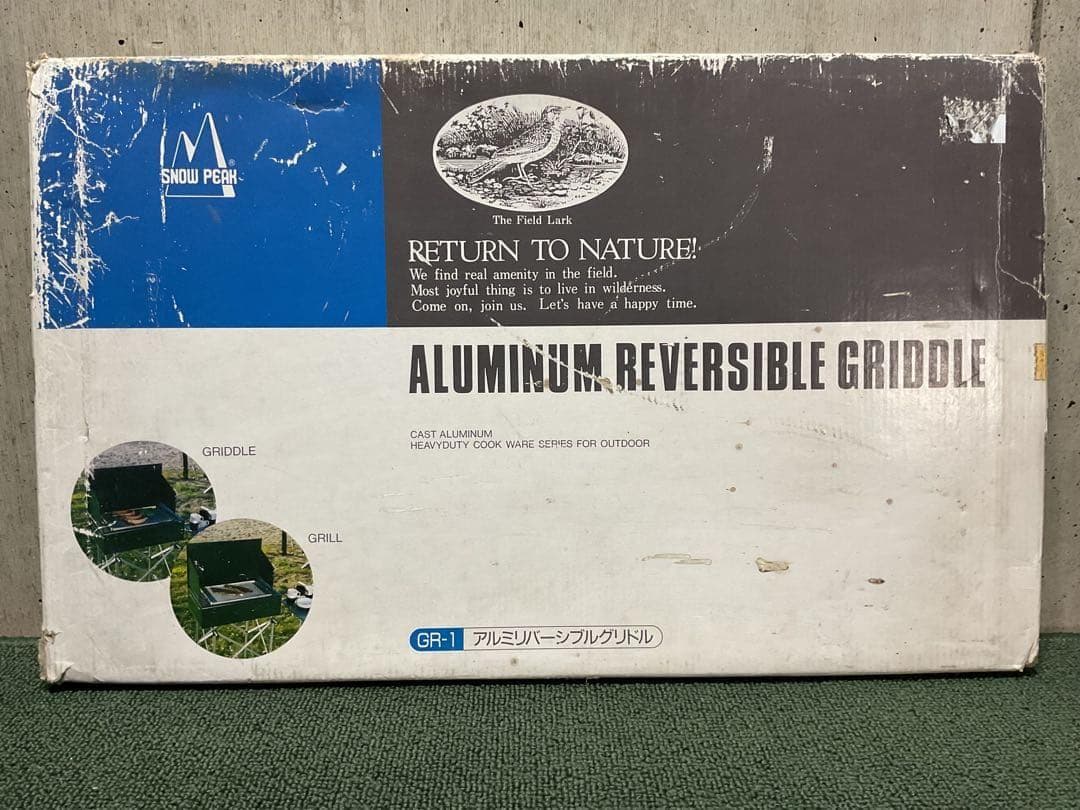 SNOW PEAK
®
The Field Lark
RETURN TO NATURE!
We find real amenity in the field.
Most joyful thing is to live in wilderness.
Come on, join us. Let's have a happy time.
ALUMINUM REVERSIBLE GRIDDLE
CAST ALUMINUM
HEAVYDUTY COOK WARE SERIES FOR OUTDOOR
GRIDDLE
GRILL
GR-1 アルミリバーシブルグリドル